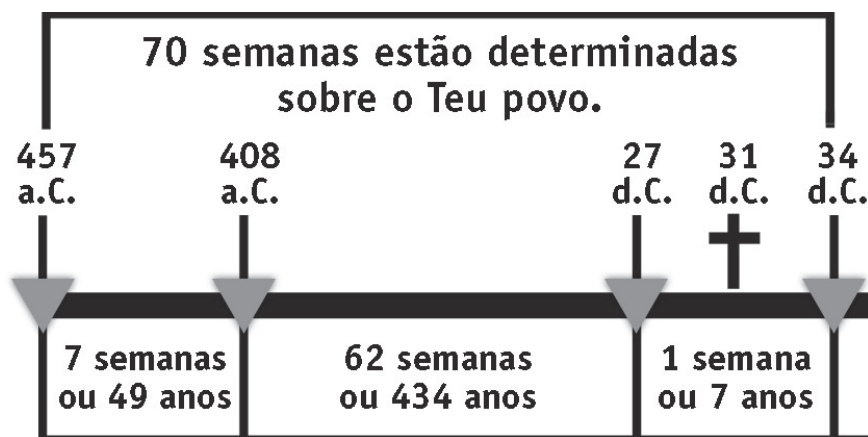 70 semanas estão determinadas
sobre o Teu povo.
457
a.C.
408
a.C.
27
d.C.
31
d.C.
34
d.C.
7 semanas
ou 49 anos
62 semanas
ou 434 anos
1 semana
ou 7 anos